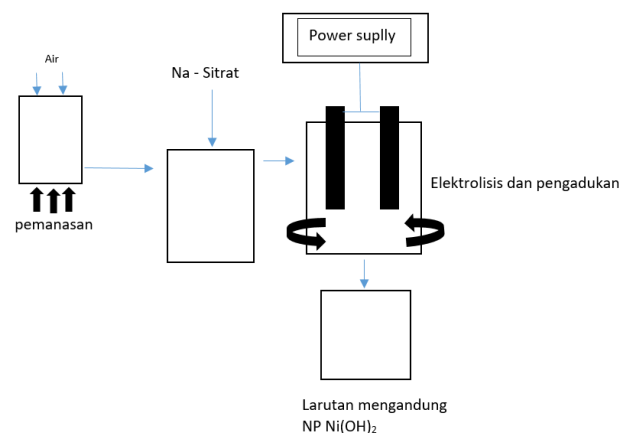 Power suplly
Air
Na - Sitrat
Elektrolisis dan pengadukan
pemanasan
Larutan mengandung
NP Ni(OH)₂